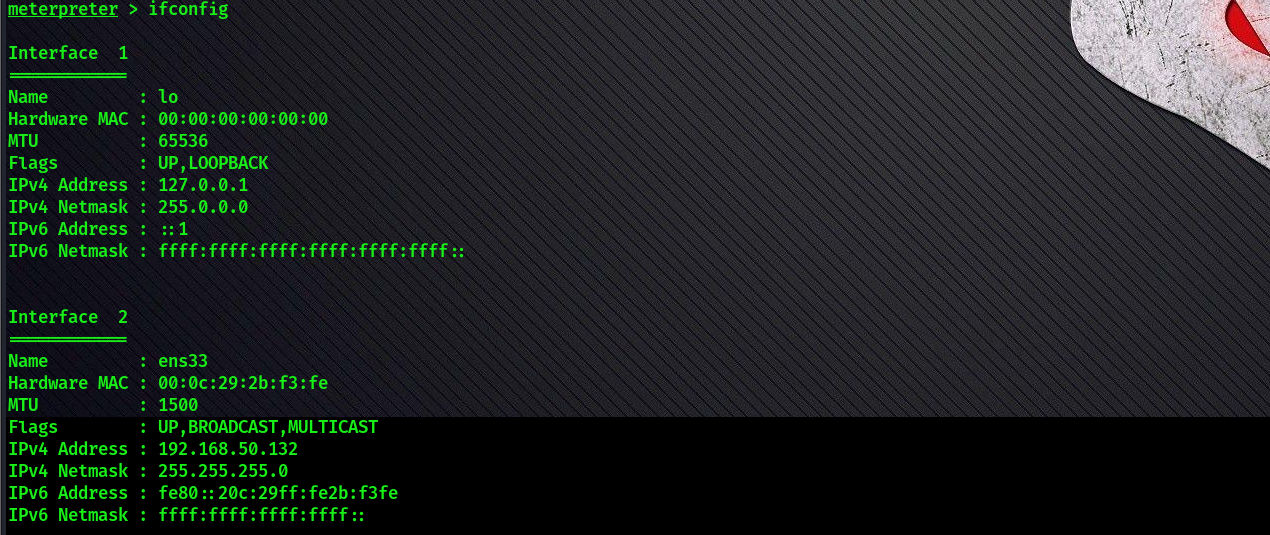 meterpreter > ifconfig
Interface  1
============
Name         : lo
Hardware MAC : 00:00:00:00:00:00
MTU          : 65536
Flags        : UP,LOOPBACK
IPv4 Address : 127.0.0.1
IPv4 Netmask : 255.0.0.0
IPv6 Address : ::1
IPv6 Netmask : ffff:ffff:ffff:ffff:ffff:ffff::
Interface  2
============
Name         : ens33
Hardware MAC : 00:0c:29:2b:f3:fe
MTU          : 1500
Flags        : UP,BROADCAST,MULTICAST
IPv4 Address : 192.168.50.132
IPv4 Netmask : 255.255.255.0
IPv6 Address : fe80::20c:29ff:fe2b:f3fe
IPv6 Netmask : ffff:ffff:ffff:ffff::